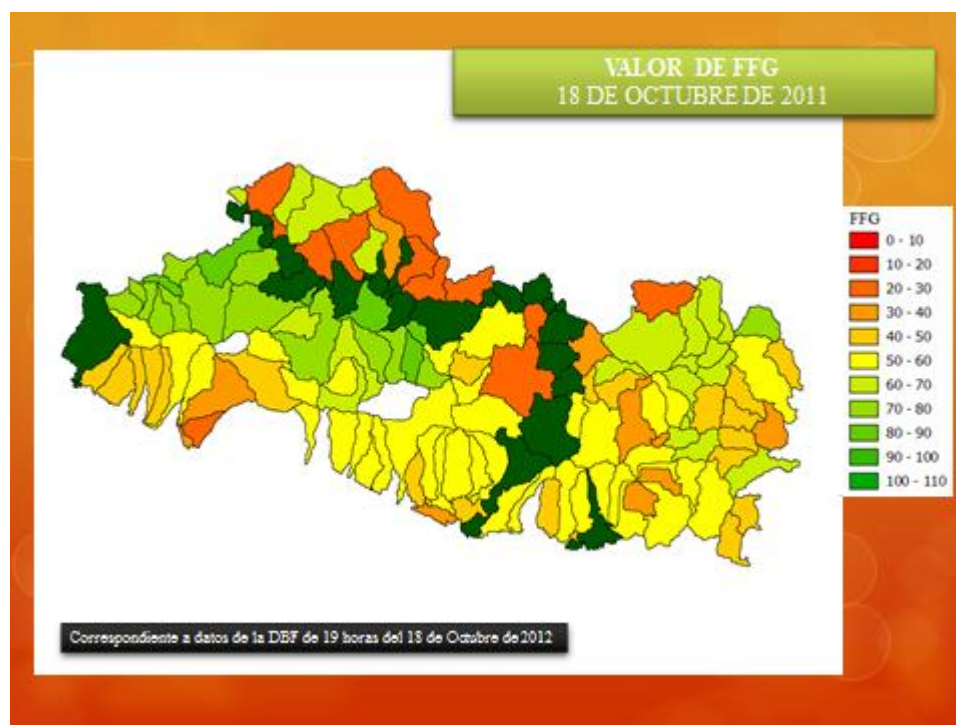 VALOR DE FFG
18 DE OCTUBRE DE 2011
FFG
0 - 10
10 - 20
20 - 30
30 - 40
40 - 50
50 - 60
60 - 70
70 - 80
80 - 90
90 - 100
100 - 110
Correspondiente a datos de la DBF de 19 horas del 18 de Octubre de 2012